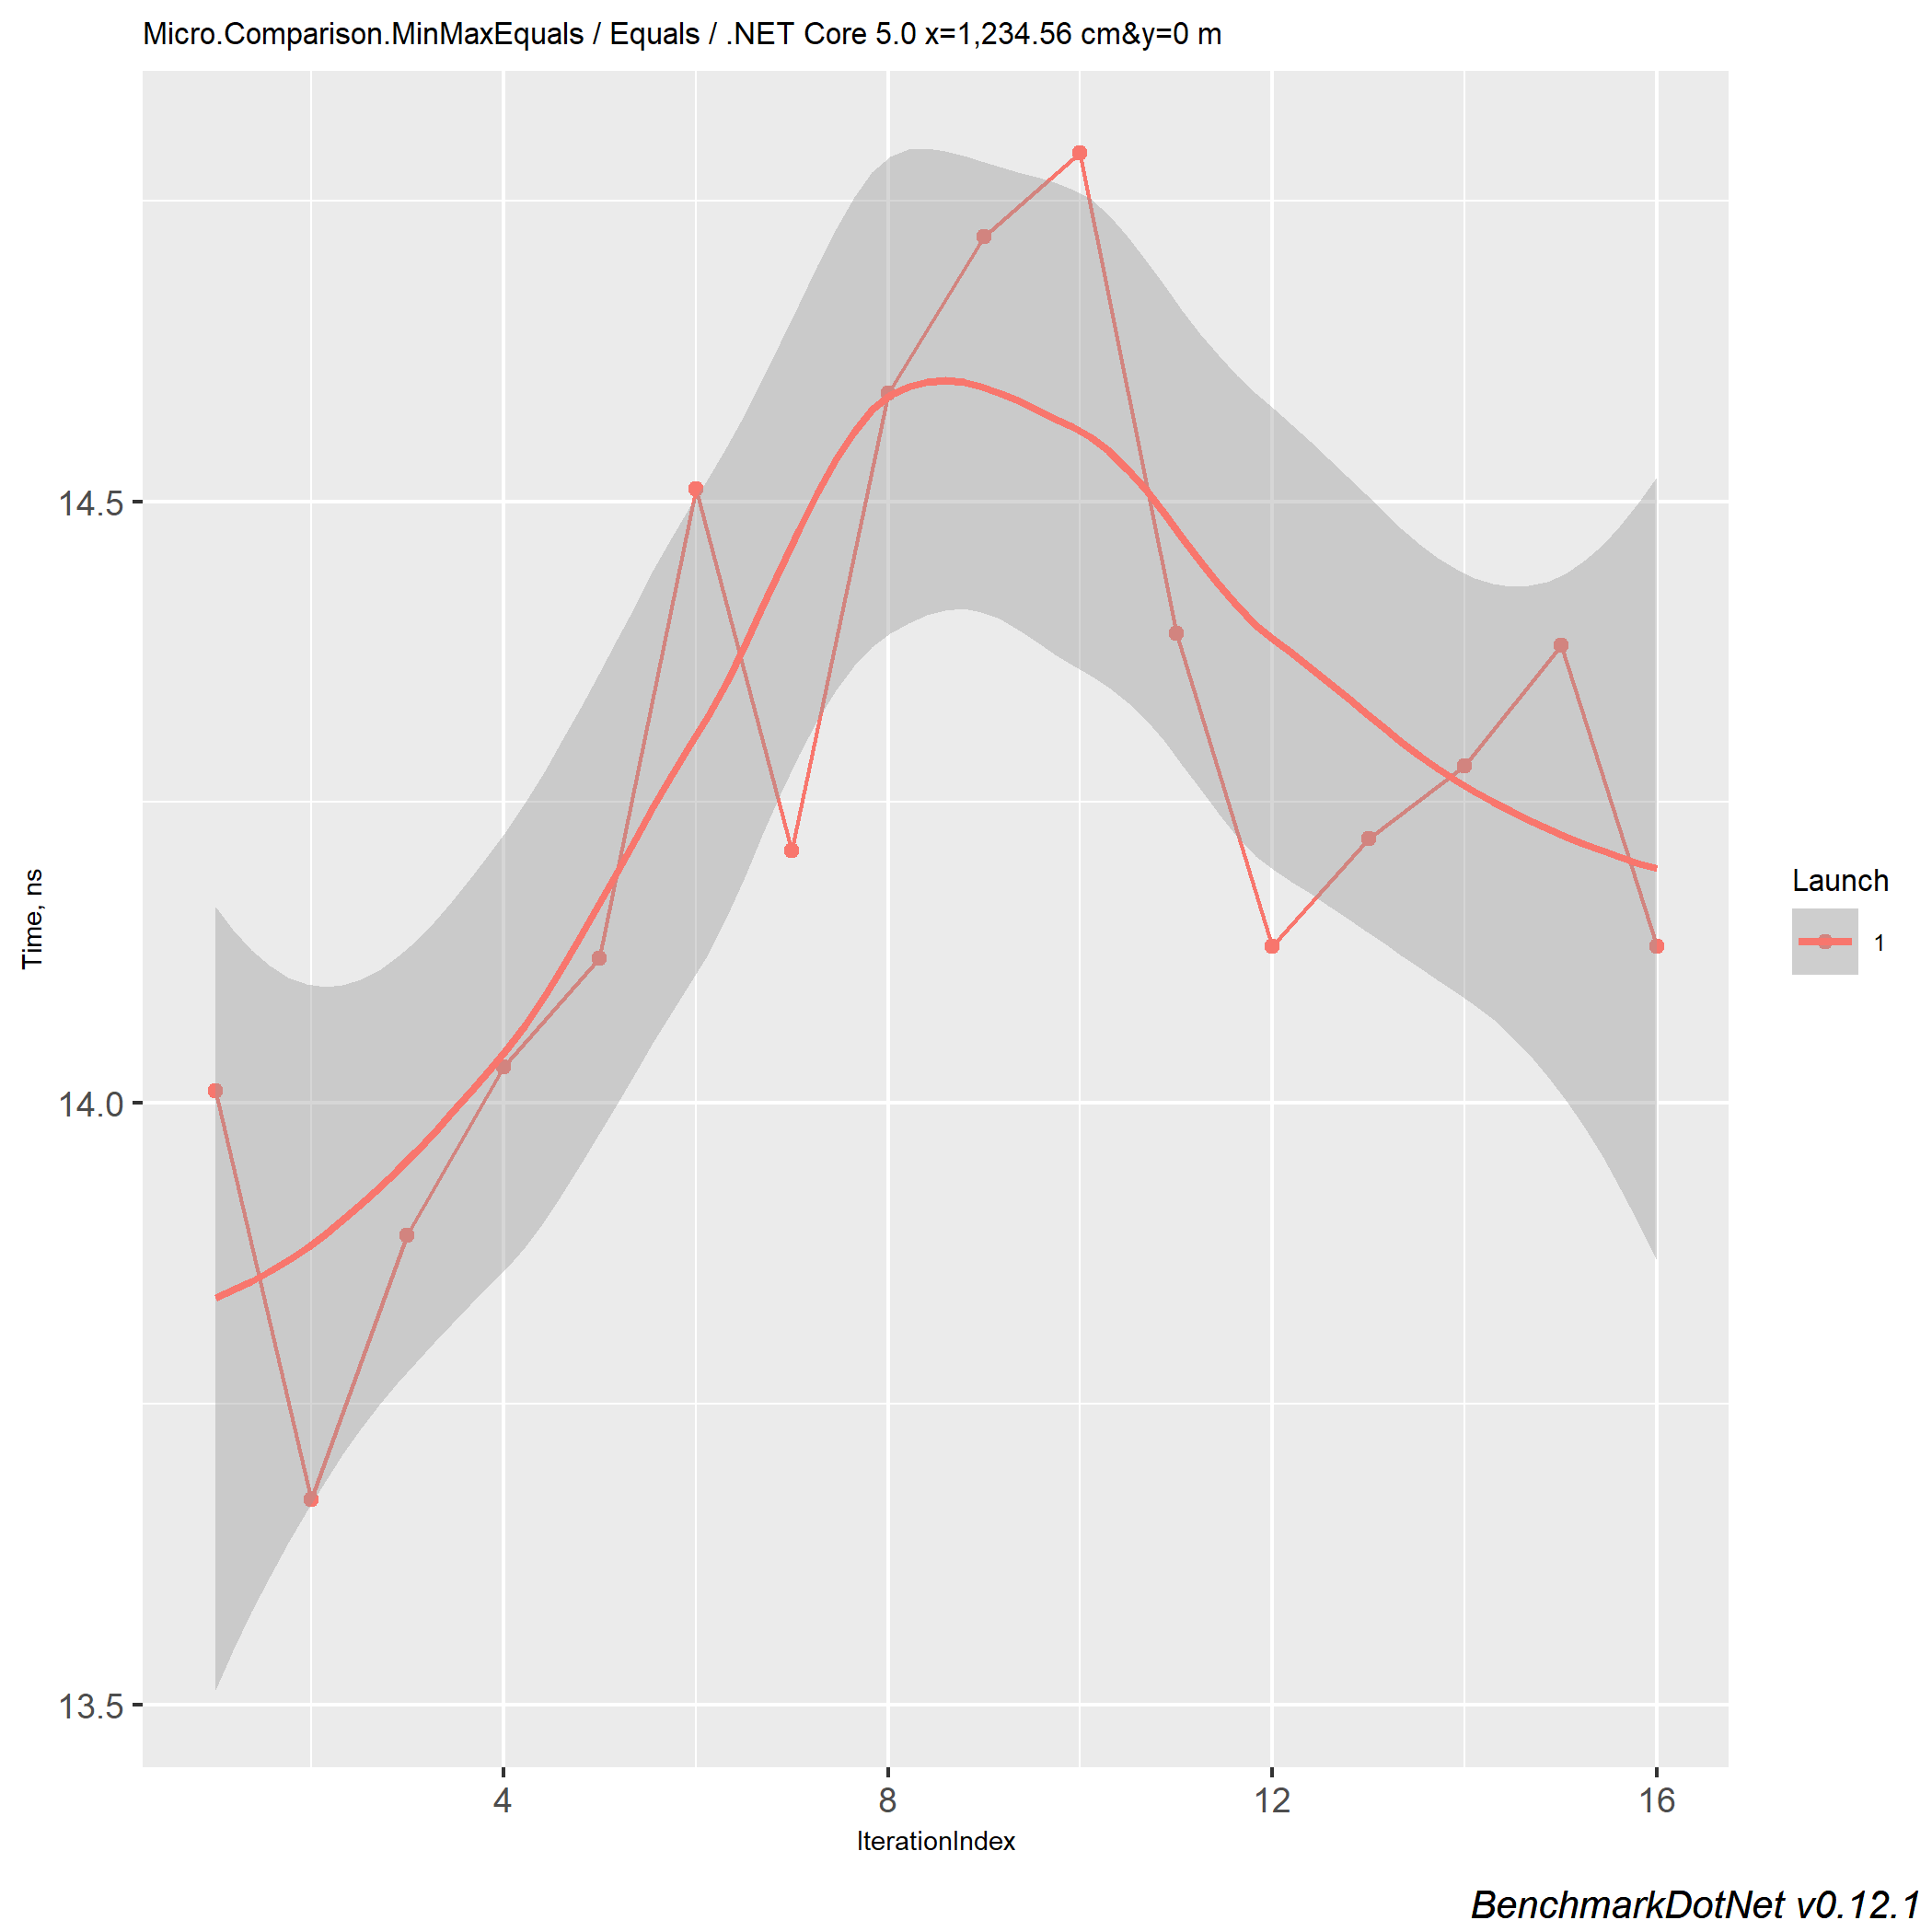 Micro.Comparison.MinMaxEquals / Equals / .NET Core 5.0 x=1,234.56 cm&y=0 m
14.5
14.0
13.5
Time, ns
4 8 12 16
IterationIndex
Launch
1
BenchmarkDotNet v0.12.1